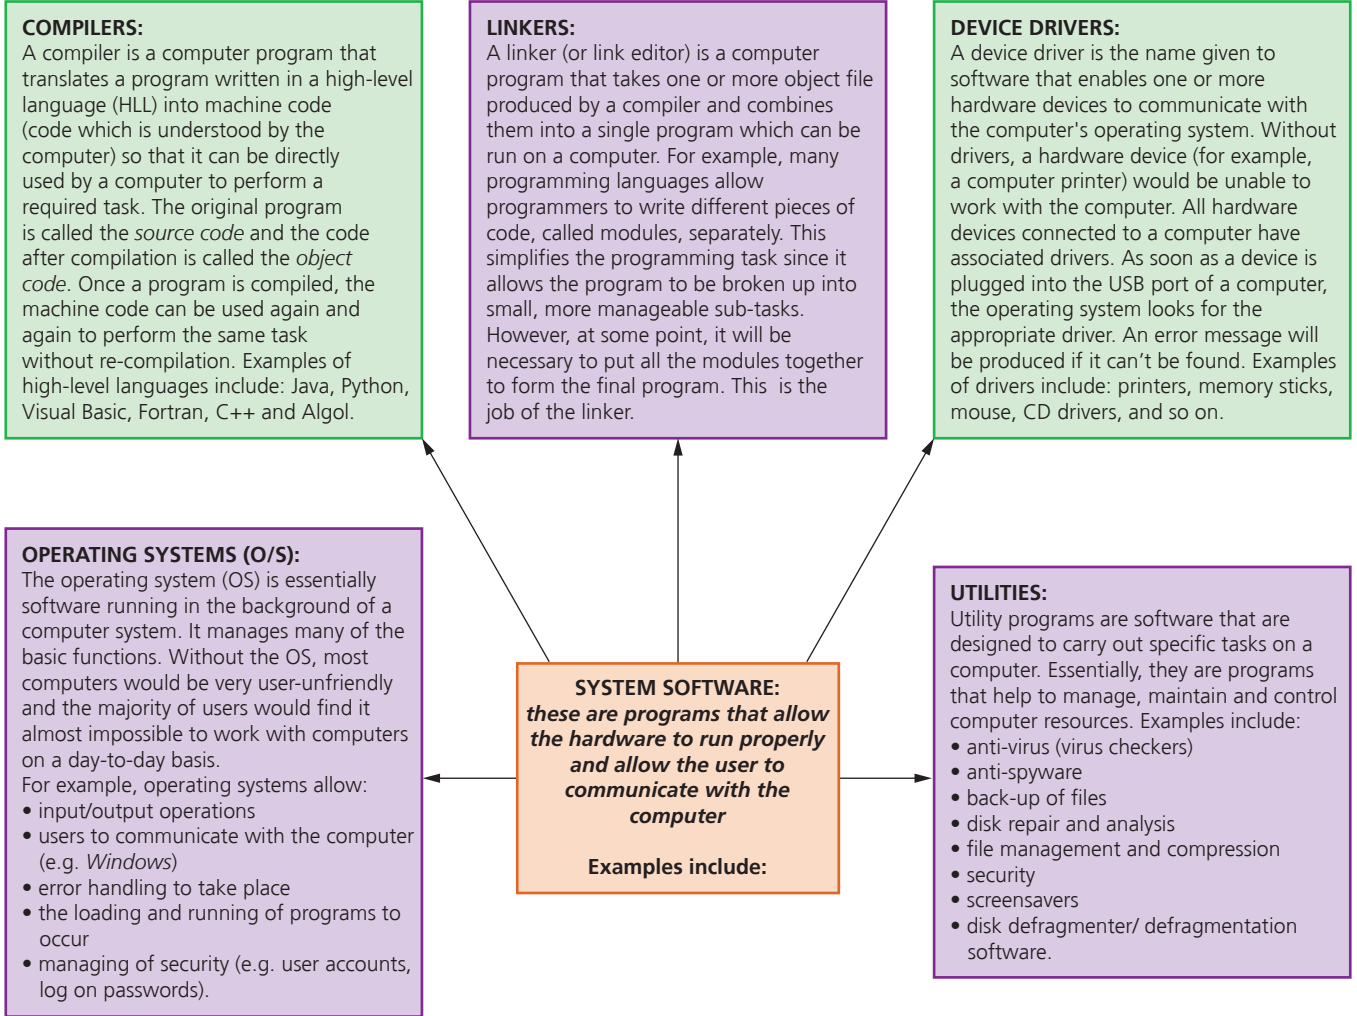 COMPILERS:
A compiler is a computer program that
translates a program written in a high-level
language (HLL) into machine code
(code which is understood by the
computer) so that it can be directly
used by a computer to perform a
required task. The original program
is called the source code and the code
after compilation is called the object
code. Once a program is compiled, the
machine code can be used again and
again to perform the same task
without re-compilation. Examples of
high-level languages include: Java, Python,
Visual Basic, Fortran, C++ and Algol.
LINKERS:
A linker (or link editor) is a computer
program that takes one or more object file
produced by a compiler and combines
them into a single program which can be
run on a computer. For example, many
programming languages allow
programmers to write different pieces of
code, called modules, separately. This
simplifies the programming task since it
allows the program to be broken up into
small, more manageable sub-tasks.
However, at some point, it will be
necessary to put all the modules together
to form the final program. This is the
job of the linker.
DEVICE DRIVERS:
A device driver is the name given to
software that enables one or more
hardware devices to communicate with
the computer's operating system. Without
drivers, a hardware device (for example,
a computer printer) would be unable to
work with the computer. All hardware
devices connected to a computer have
associated drivers. As soon as a device is
plugged into the USB port of a computer,
the operating system looks for the
appropriate driver. An error message will
be produced if it can't be found. Examples
of drivers include: printers, memory sticks,
mouse, CD drivers, and so on.
OPERATING SYSTEMS (O/S):
The operating system (OS) is essentially
software running in the background of a
computer system. It manages many of the
basic functions. Without the OS, most
computers would be very user-unfriendly
and the majority of users would find it
almost impossible to work with computers
on a day-to-day basis.
For example, operating systems allow:
• input/output operations
• users to communicate with the computer
(e.g. Windows)
• error handling to take place
• the loading and running of programs to
occur
• managing of security (e.g. user accounts,
log on passwords).
SYSTEM SOFTWARE:
these are programs that allow
the hardware to run properly
and allow the user to
communicate with the
computer
Examples include:
UTILITIES:
Utility programs are software that are
designed to carry out specific tasks on a
computer. Essentially, they are programs
that help to manage, maintain and control
computer resources. Examples include:
• anti-virus (virus checkers)
• anti-spyware
• back-up of files
• disk repair and analysis
• file management and compression
• security
• screensavers
• disk defragmenter/ defragmentation
software.